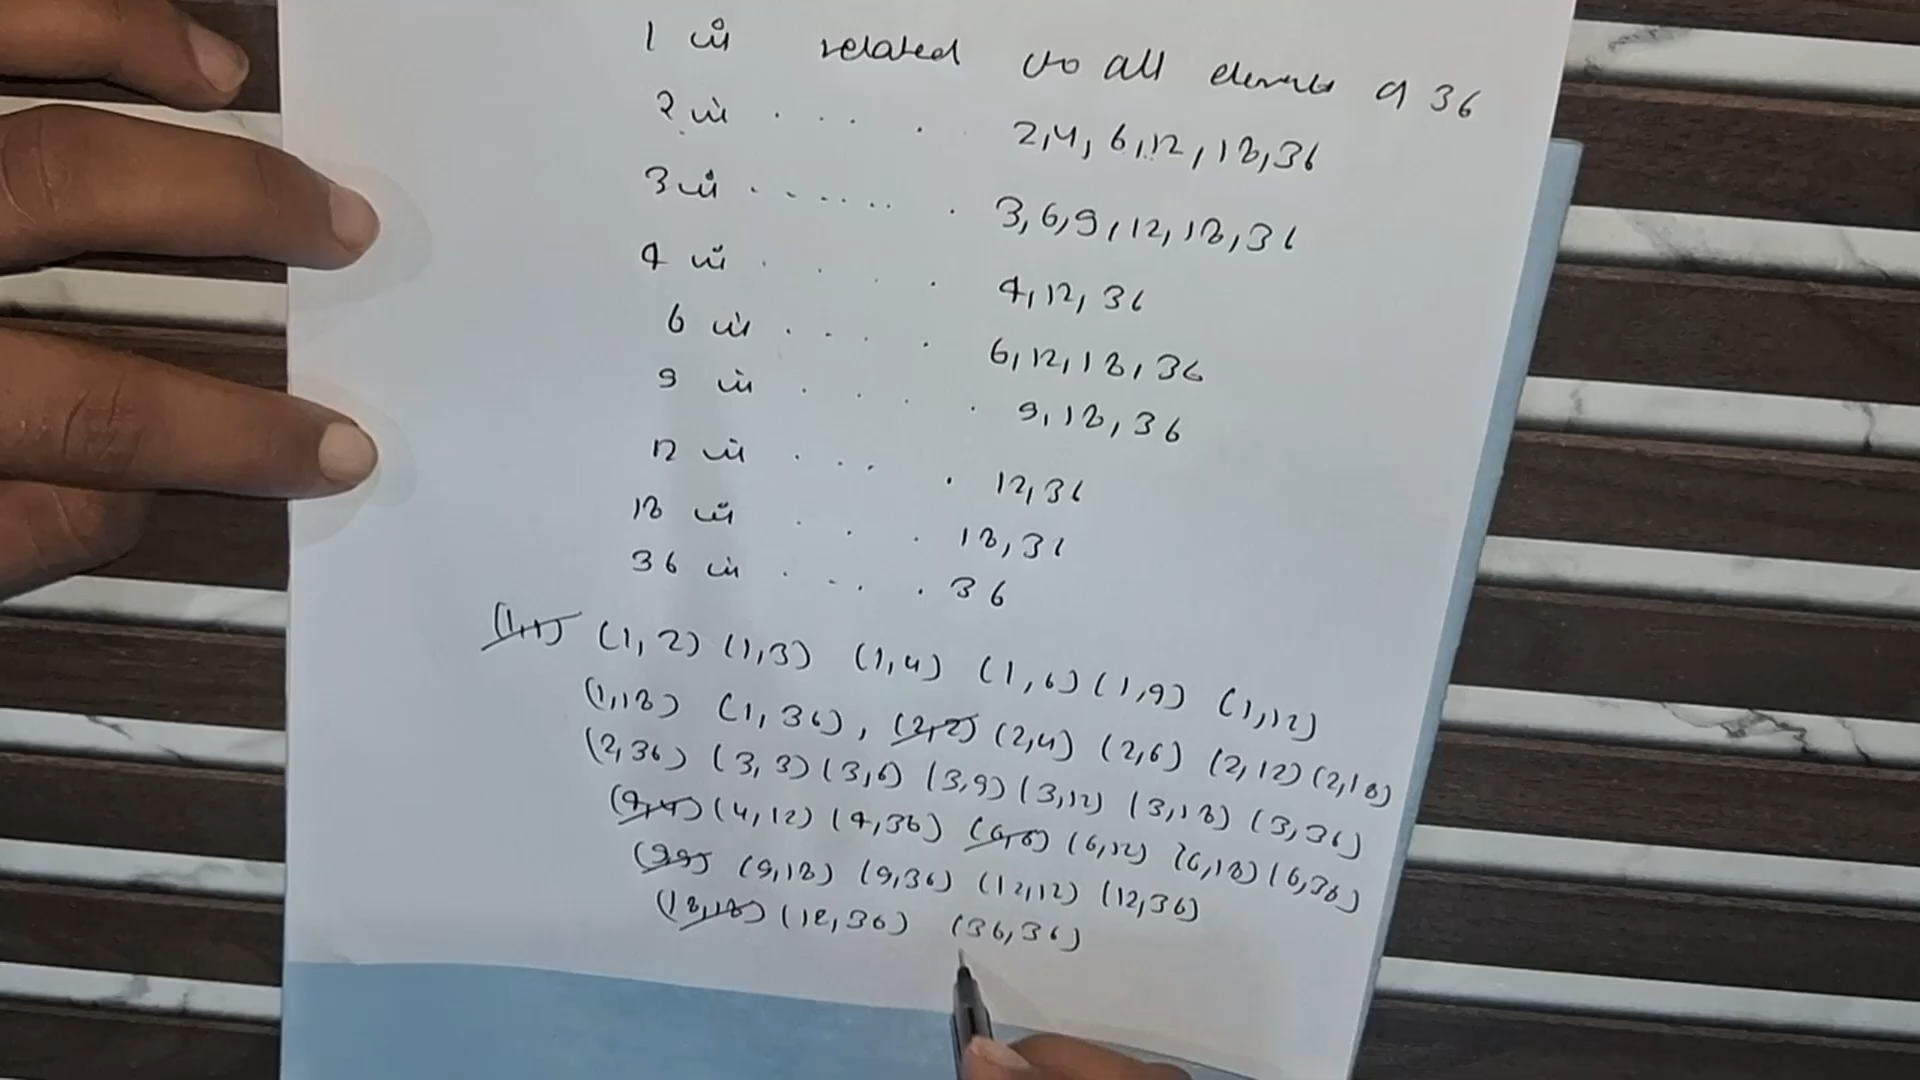 1 is related to all elements of 36
2 is . . . . . 2,4, 6,12, 18,36
3 is . . . . . . . 3,6,9,12,18,36
4 is . . . . 4,12,36
6 is . . . . 6,12,18,36
9 is . . . . 9,18,36
12 is . . . . 12,36
18 is . . . 18,36
36 is . . . . . 36
(1,1) (1,2) (1,3) (1,4) (1,6) (1,9) (1,12)
(1,18) (1,36), (2,2) (2,4) (2,6) (2,12) (2,18)
(2,36) (3,3) (3,6) (3,9) (3,12) (3,18) (3,36)
(4,4) (4,12) (4,36) (6,6) (6,12) (6,18) (6,36)
(9,9) (9,18) (9,36) (12,12) (12,36)
(18,18) (18,36) (36,36)